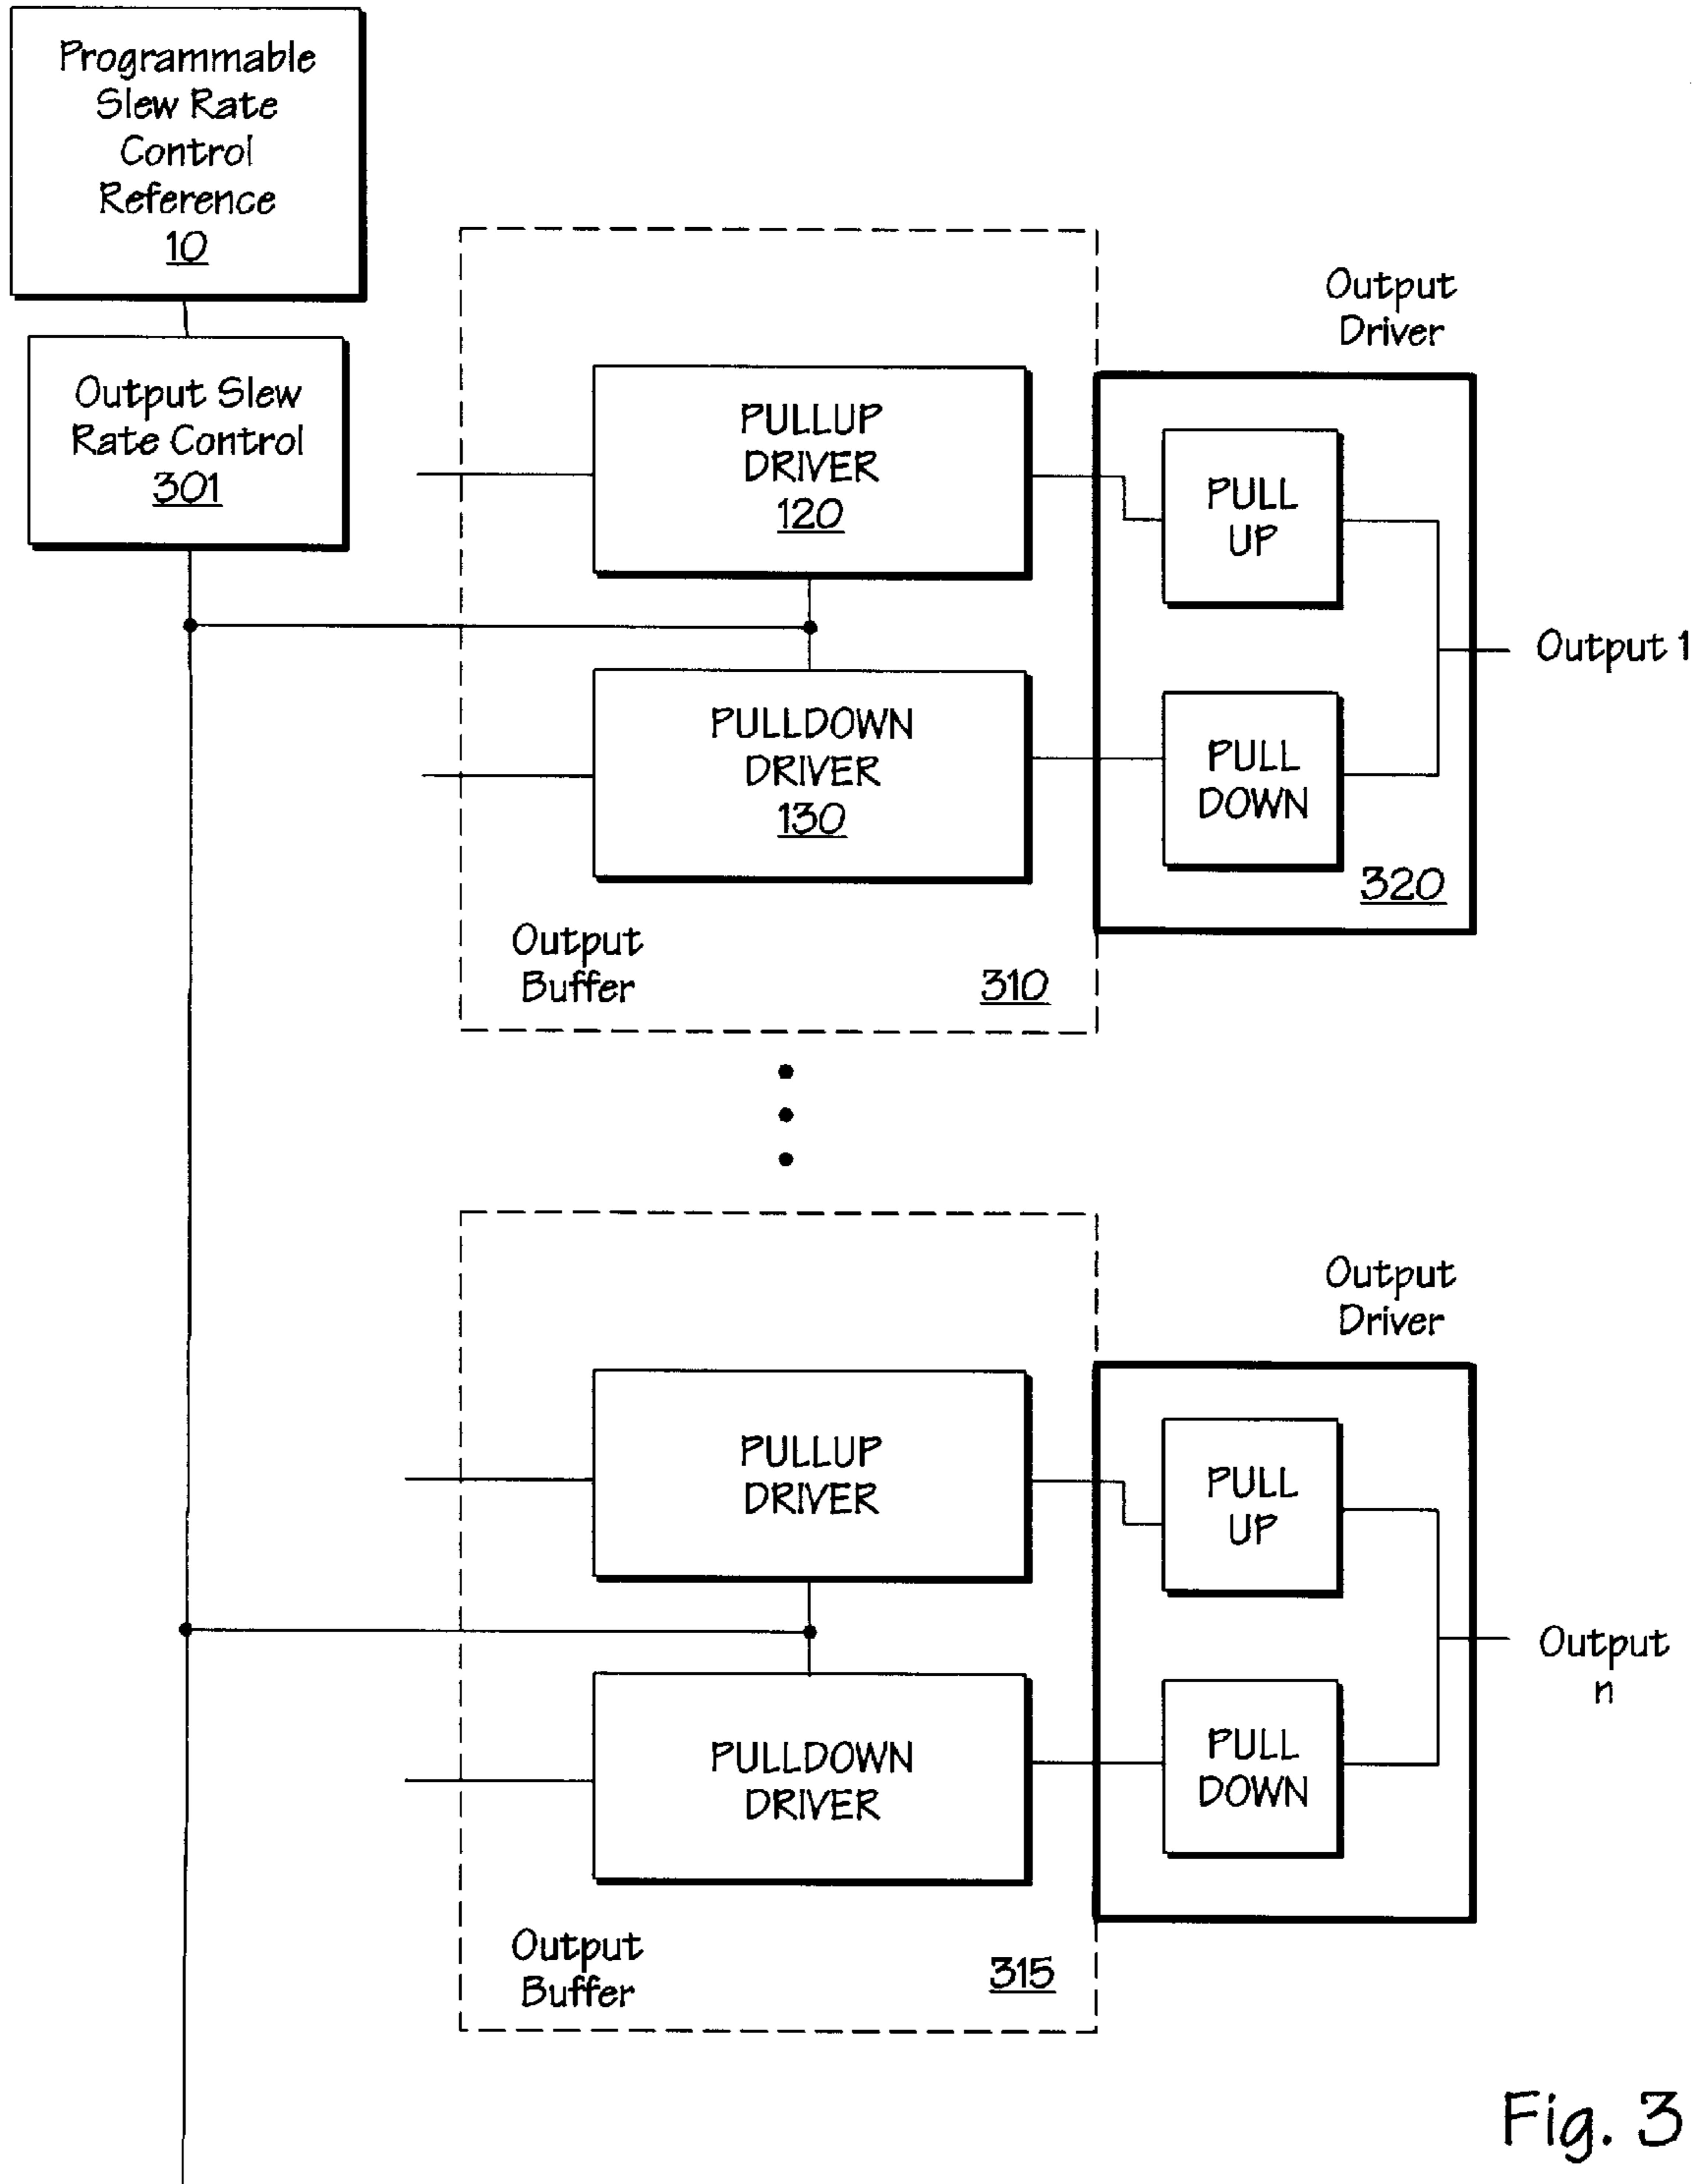 Programmable
Slew Rate
Control
Reference
10
Output Slew
Rate Control
301
Output
Driver
PULLUP
DRIVER
120
PULL
UP
Output 1
PULLDOWN
DRIVER
130
PULL
DOWN
320
Output
Buffer
310
Output
Driver
PULLUP
DRIVER
PULL
UP
Output
n
PULLDOWN
DRIVER
PULL
DOWN
Output
Buffer
315
Fig. 3